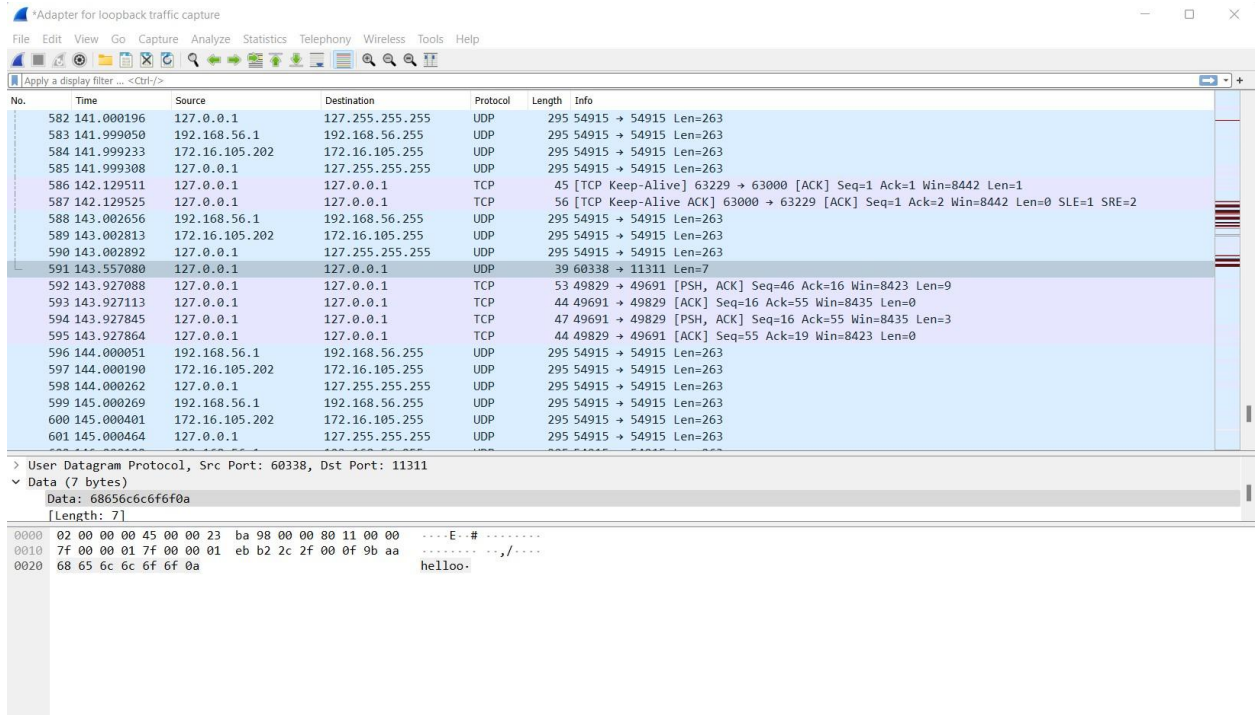 *Adapter for loopback traffic capture
File Edit View Go Capture Analyze Statistics Telephony Wireless Tools Help
Apply a display filter ... <Ctrl-/>
No. Time Source Destination Protocol Length Info
582 141.000196 127.0.0.1 127.255.255.255 UDP 295 54915 → 54915 Len=263
583 141.999050 192.168.56.1 192.168.56.255 UDP 295 54915 → 54915 Len=263
584 141.999233 172.16.105.202 172.16.105.255 UDP 295 54915 → 54915 Len=263
585 141.999308 127.0.0.1 127.255.255.255 UDP 295 54915 → 54915 Len=263
586 142.129511 127.0.0.1 127.0.0.1 TCP 45 [TCP Keep-Alive] 63229 → 63000 [ACK] Seq=1 Ack=1 Win=8442 Len=1
587 142.129525 127.0.0.1 127.0.0.1 TCP 56 [TCP Keep-Alive ACK] 63000 → 63229 [ACK] Seq=1 Ack=2 Win=8442 Len=0 SLE=1 SRE=2
588 143.002656 192.168.56.1 192.168.56.255 UDP 295 54915 → 54915 Len=263
589 143.002813 172.16.105.202 172.16.105.255 UDP 295 54915 → 54915 Len=263
590 143.002892 127.0.0.1 127.255.255.255 UDP 295 54915 → 54915 Len=263
591 143.557080 127.0.0.1 127.0.0.1 UDP 39 60338 → 11311 Len=7
592 143.927088 127.0.0.1 127.0.0.1 TCP 53 49829 → 49691 [PSH, ACK] Seq=46 Ack=16 Win=8423 Len=9
593 143.927113 127.0.0.1 127.0.0.1 TCP 44 49691 → 49829 [ACK] Seq=16 Ack=55 Win=8435 Len=0
594 143.927845 127.0.0.1 127.0.0.1 TCP 47 49691 → 49829 [PSH, ACK] Seq=16 Ack=55 Win=8435 Len=3
595 143.927864 127.0.0.1 127.0.0.1 TCP 44 49829 → 49691 [ACK] Seq=55 Ack=19 Win=8423 Len=0
596 144.000051 192.168.56.1 192.168.56.255 UDP 295 54915 → 54915 Len=263
597 144.000190 172.16.105.202 172.16.105.255 UDP 295 54915 → 54915 Len=263
598 144.000262 127.0.0.1 127.255.255.255 UDP 295 54915 → 54915 Len=263
599 145.000269 192.168.56.1 192.168.56.255 UDP 295 54915 → 54915 Len=263
600 145.000401 172.16.105.202 172.16.105.255 UDP 295 54915 → 54915 Len=263
601 145.000464 127.0.0.1 127.255.255.255 UDP 295 54915 → 54915 Len=263
> User Datagram Protocol, Src Port: 60338, Dst Port: 11311
Data (7 bytes)
Data: 68656c6c6f6f0a
[Length: 7]
0000 02 00 00 00 45 00 00 23 ba 98 00 00 80 11 00 00 ····E··# ········
0010 7f 00 00 01 7f 00 00 01 eb b2 2c 2f 00 0f 9b aa ········ ··,/····
0020 68 65 6c 6c 6f 6f 0a helloo·